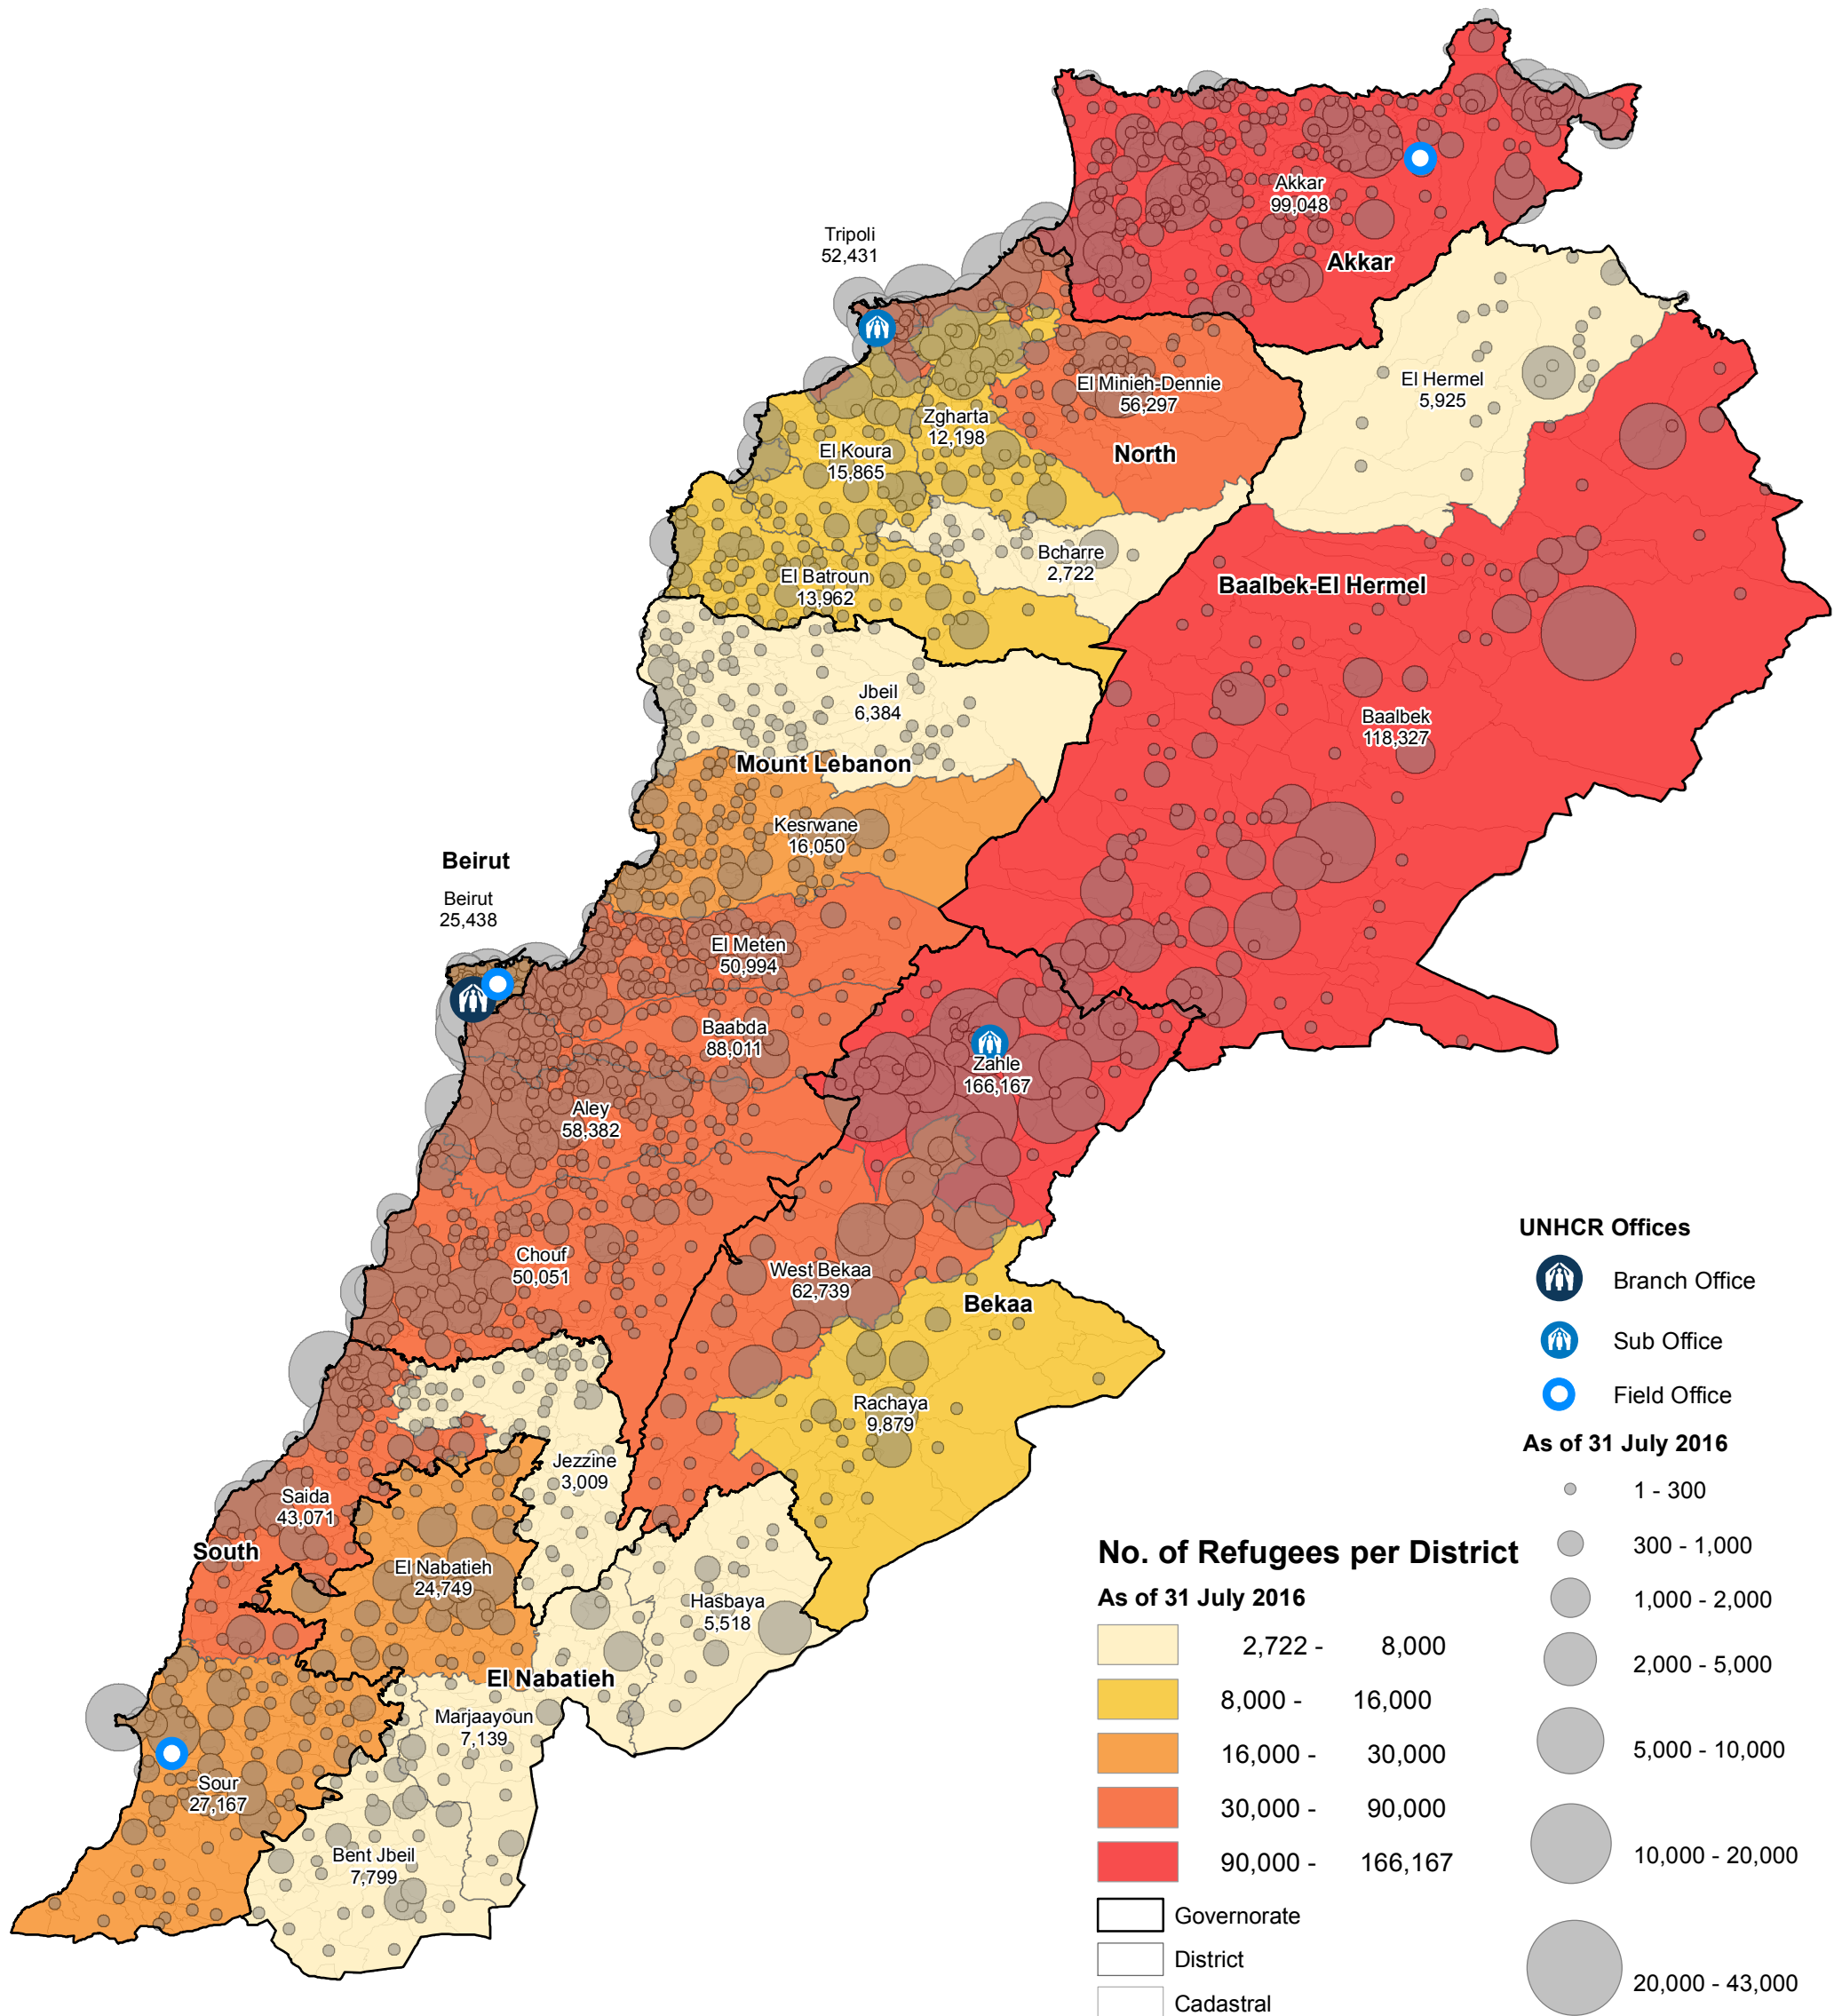 Akkar
99,048
Akkar
Tripoli
52,431
El Hermel
5,925
El Minieh-Dennie
56,297
Zgharta
12,198
North
El Koura
15,865
Bcharre
2,722
El Batroun
13,962
Baalbek-El Hermel
Jbeil
6,384
Baalbek
118,327
Mount Lebanon
Kesrwane
16,050
Beirut
Beirut
25,438
El Meten
50,994
Baabda
88,011
Zahle
166,167
Aley
58,382
Chouf
50,051
West Bekaa
62,739
Bekaa
Rachaya
9,879
Jezzine
3,009
Saida
43,071
South
El Nabatieh
24,749
Hasbaya
5,518
El Nabatieh
Marjaayoun
7,139
Sour
27,167
Bent Jbeil
7,799
UNHCR Offices
Branch Office
Sub Office
Field Office
As of 31 July 2016
1 - 300
300 - 1,000
1,000 - 2,000
2,000 - 5,000
5,000 - 10,000
10,000 - 20,000
20,000 - 43,000
No. of Refugees per District
As of 31 July 2016
2,722 - 8,000
8,000 - 16,000
16,000 - 30,000
30,000 - 90,000
90,000 - 166,167
Governorate
District
Cadastral